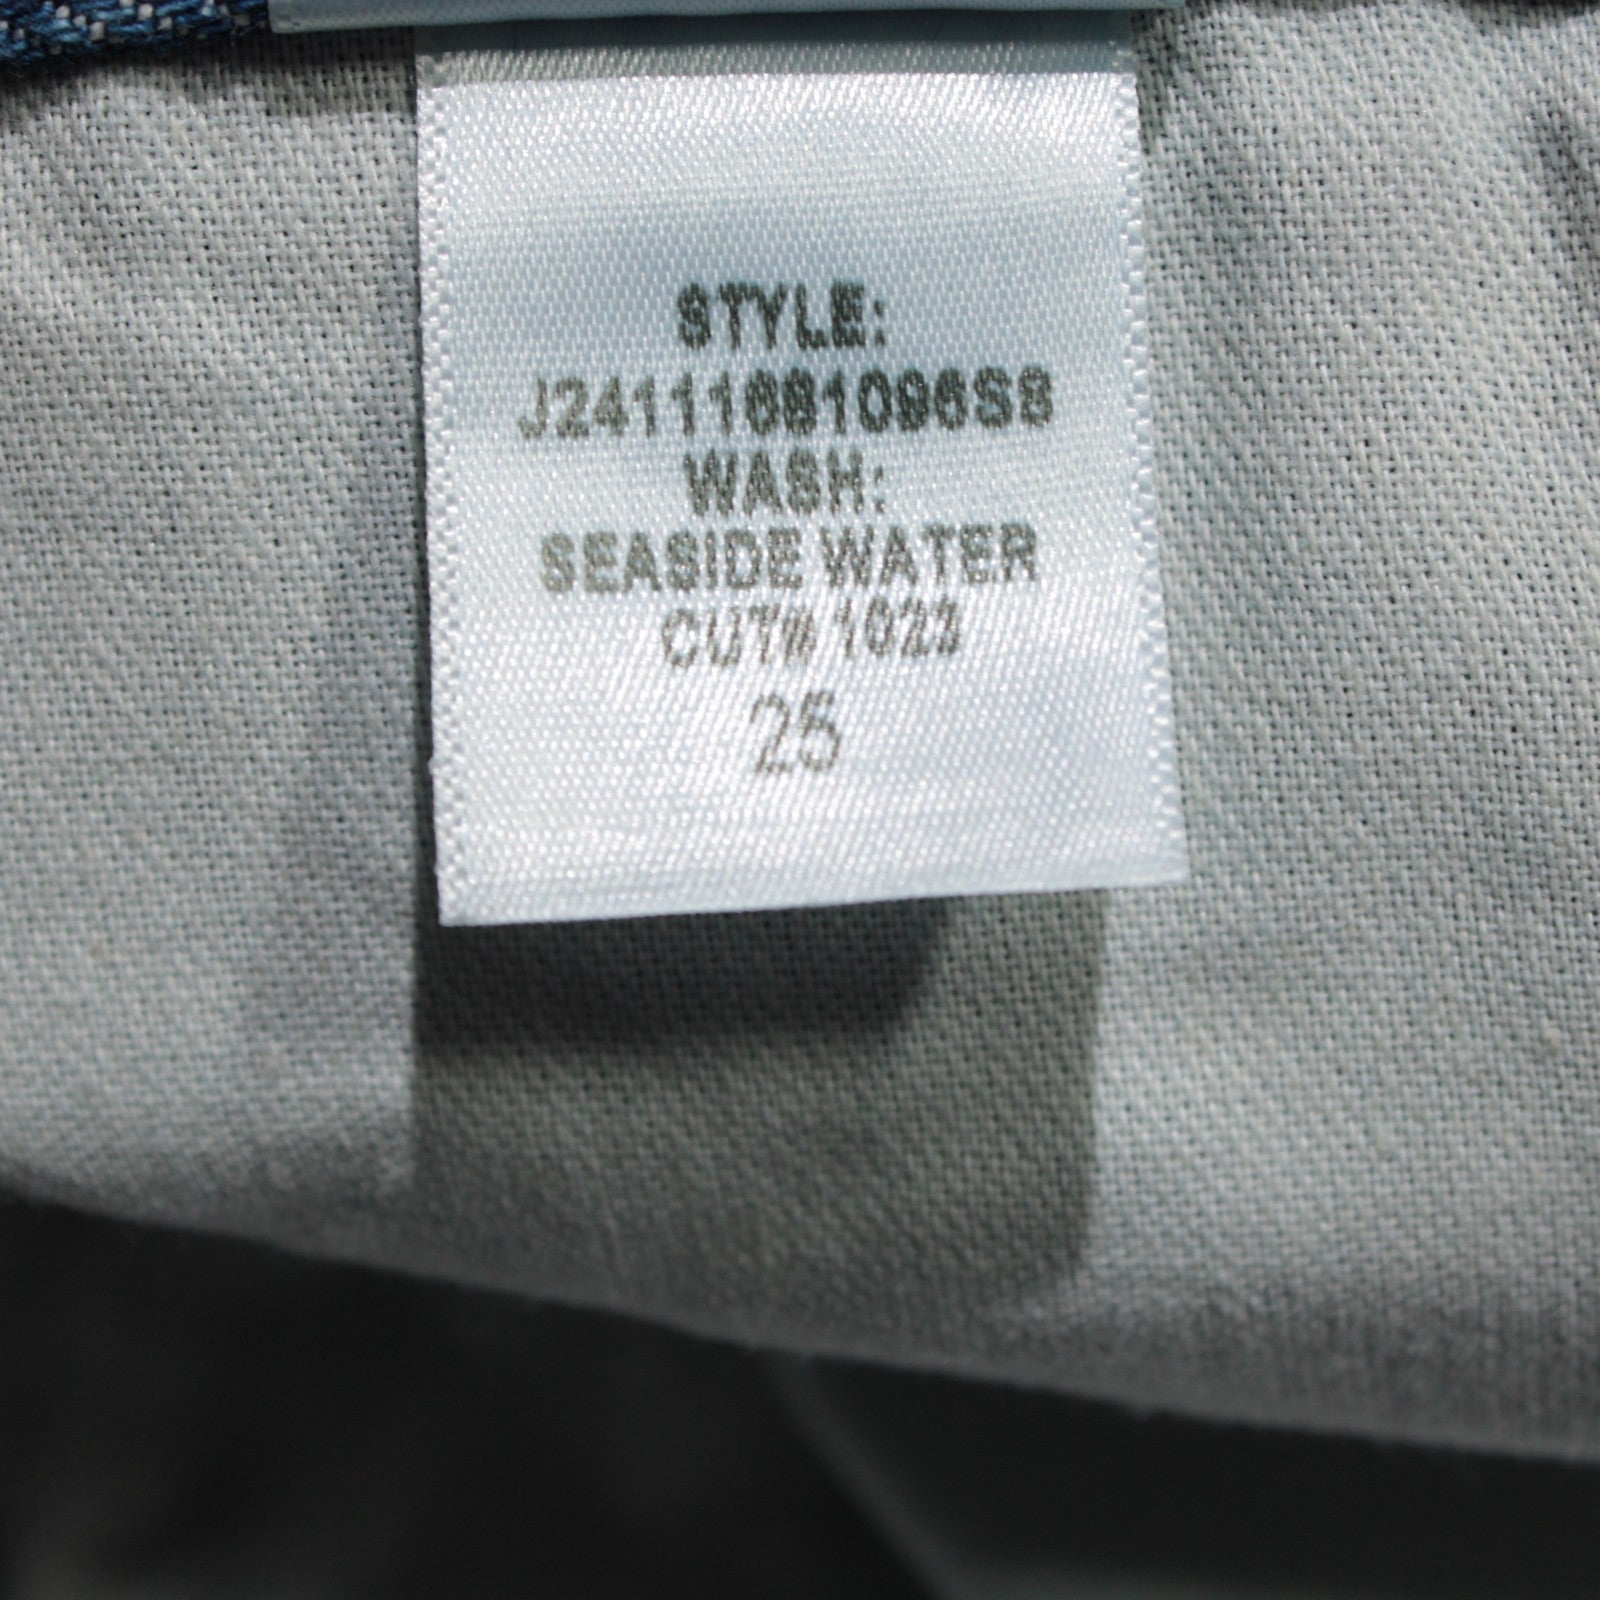 STYLE:
J24111681096S8
WASH:
SEASIDE WATER
CUT# 1023
25